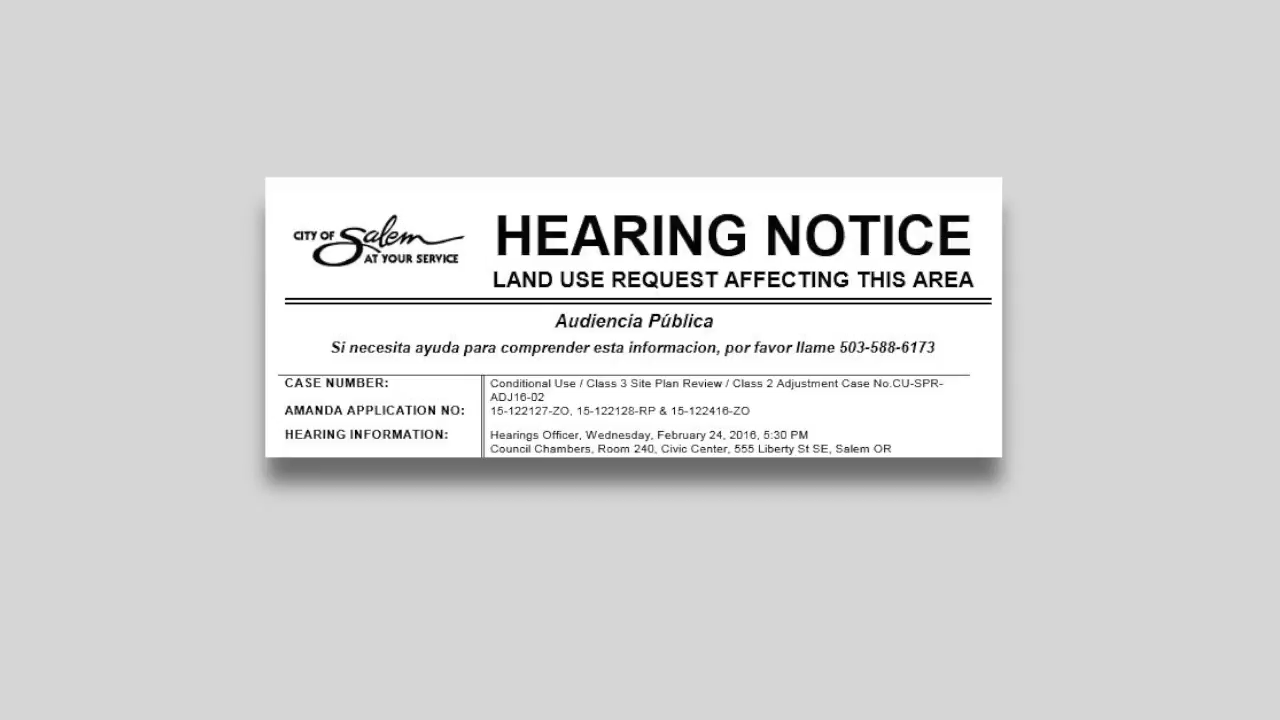 CITY OF Salem
AT YOUR SERVICE
HEARING NOTICE
LAND USE REQUEST AFFECTING THIS AREA
Audiencia Pública
Si necesita ayuda para comprender esta informacion, por favor llame 503-588-6173
CASE NUMBER:
Conditional Use / Class 3 Site Plan Review / Class 2 Adjustment Case No.CU-SPR-
ADJ16-02
AMANDA APPLICATION NO:
15-122127-ZO, 15-122128-RP & 15-122416-ZO
HEARING INFORMATION:
Hearings Officer, Wednesday, February 24, 2016, 5:30 PM
Council Chambers, Room 240, Civic Center, 555 Liberty St SE, Salem OR